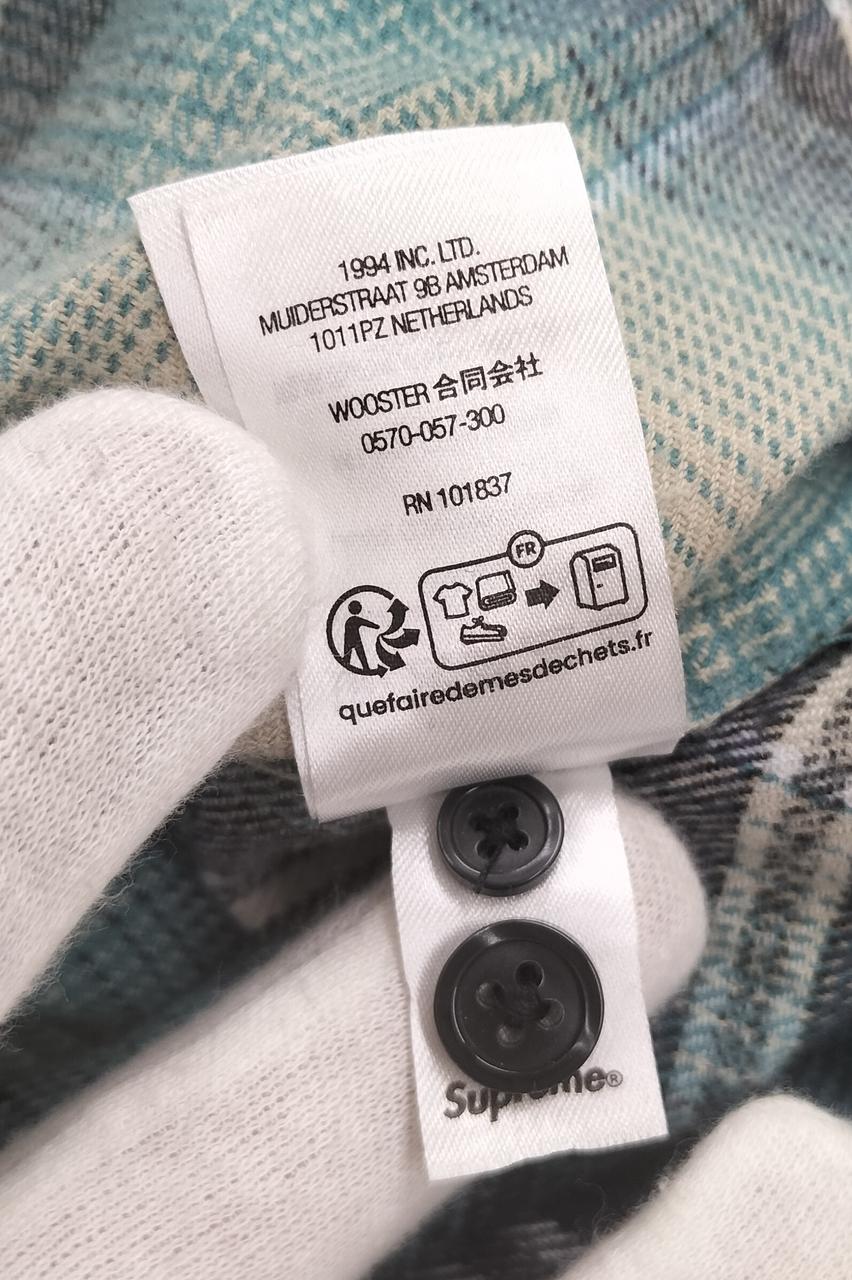 1994 INC. LTD.
MUIDERSTRAAT 9B AMSTERDAM
1011PZ NETHERLANDS
WOOSTER 合同会社
0570-057-300
RN 101837
FR
quefairedemesdechets.fr
Supreme®